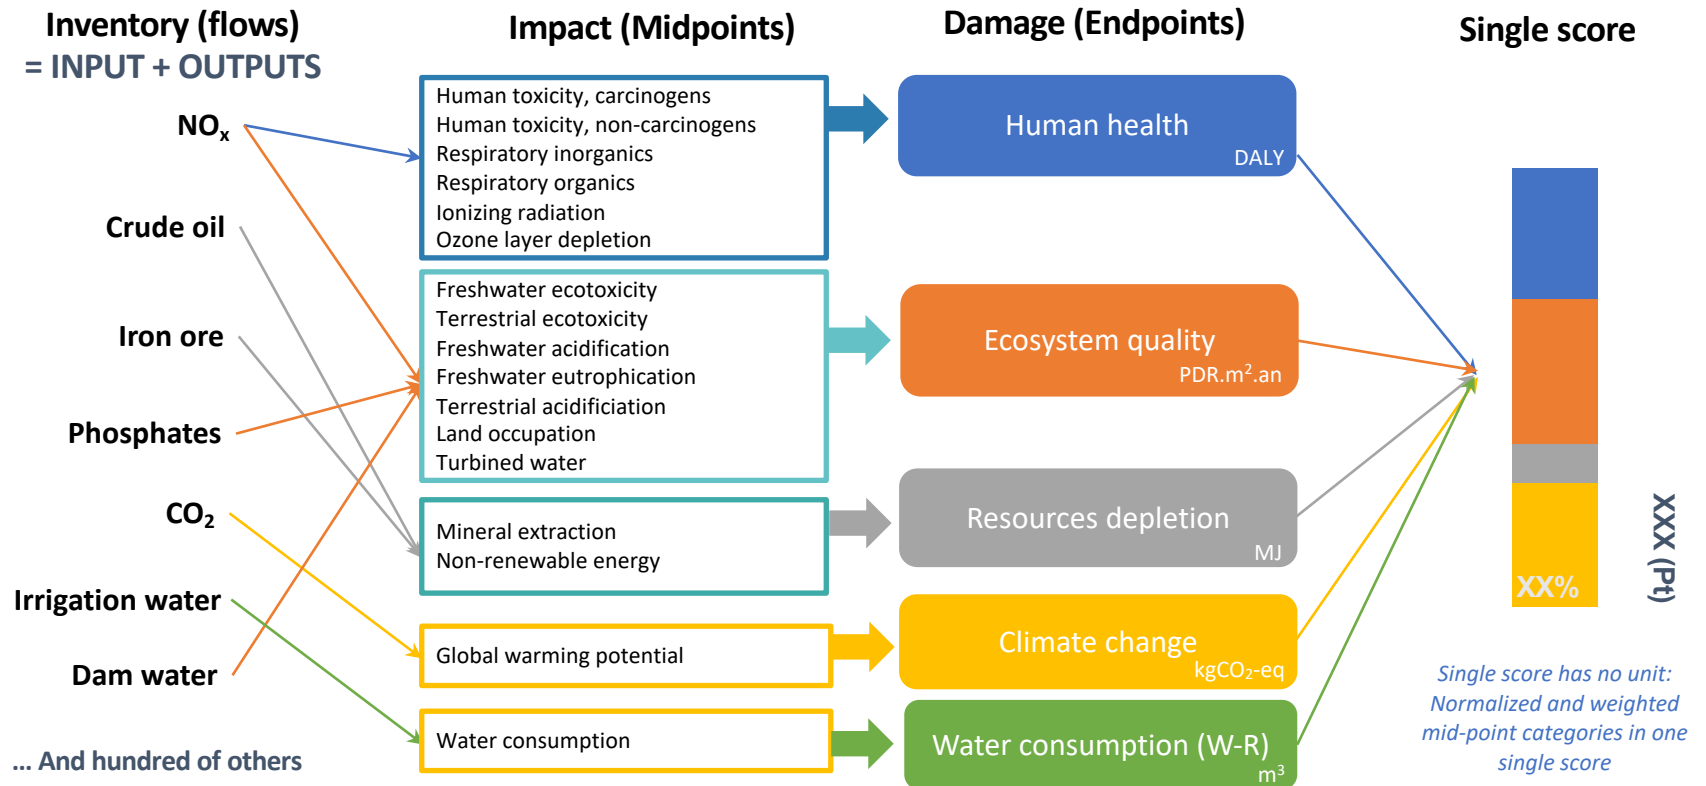 Inventory (flows)
= INPUT + OUTPUTS
NOx
Crude oil
Iron ore
Phosphates
CO2
Irrigation water
Dam water
... And hundred of others
Impact (Midpoints)
Human toxicity, carcinogens
Human toxicity, non-carcinogens
Respiratory inorganics
Respiratory organics
Ionizing radiation
Ozone layer depletion
Freshwater ecotoxicity
Terrestrial ecotoxicity
Freshwater acidification
Freshwater eutrophication
Terrestrial acidificiation
Land occupation
Turbined water
Mineral extraction
Non-renewable energy
Global warming potential
Water consumption
Damage (Endpoints)
Human health
DALY
Ecosystem quality
PDR.m².an
Resources depletion
MJ
Climate change
kgCO2-eq
Water consumption (W-R)
m³
Single score
XX%
XXX (Pt)
Single score has no unit:
Normalized and weighted
mid-point categories in one
single score